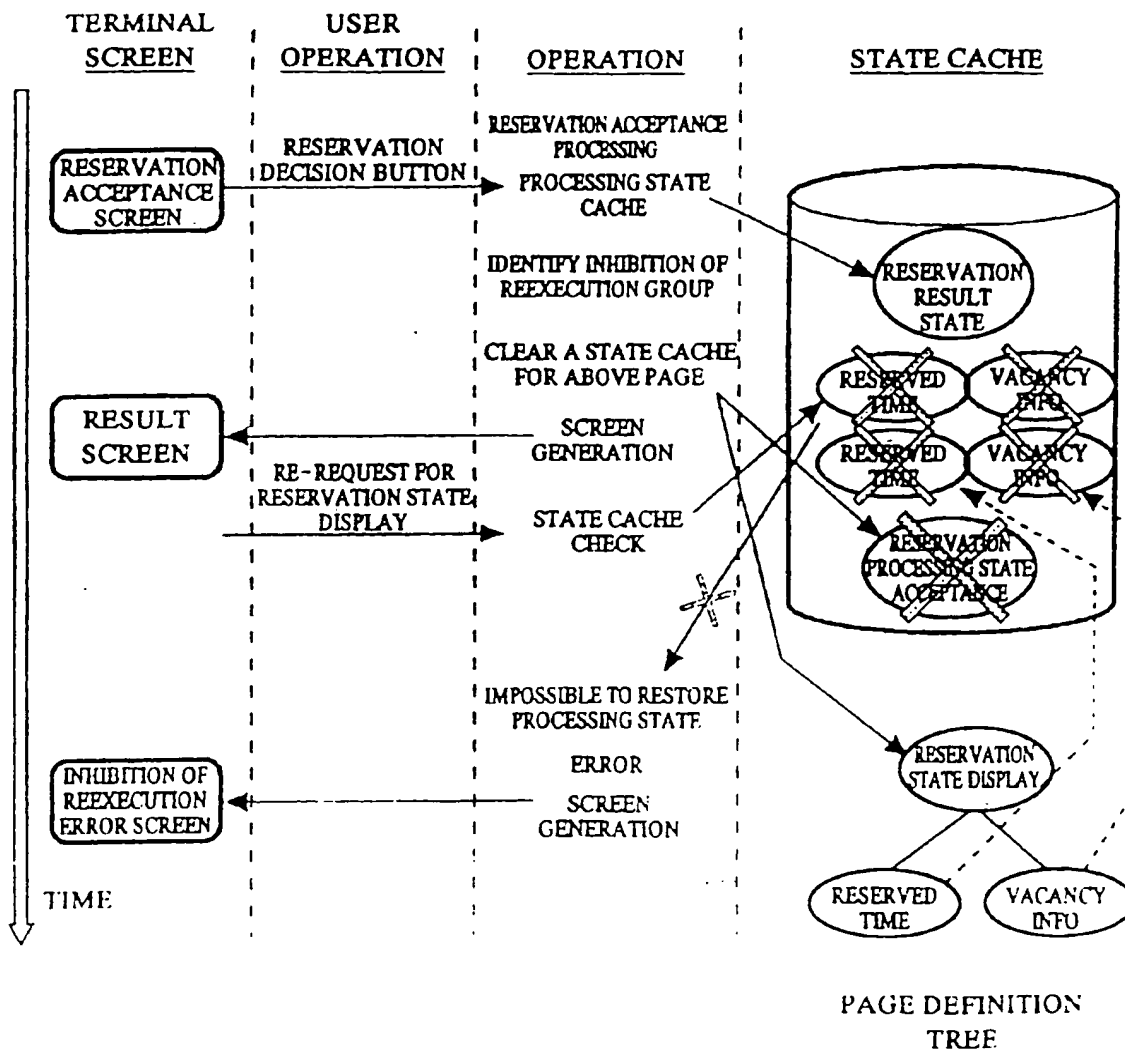 TERMINAL
SCREEN
USER
OPERATION
OPERATION
STATE CACHE
RESERVATION
ACCEPTANCE
SCREEN
RESERVATION
DECISION BUTTON
RESERVATION ACCEPTANCE
PROCESSING
PROCESSING STATE
CACHE
IDENTIFY INHIBITION OF
REEXECUTION GROUP
CLEAR A STATE CACHE
FOR ABOVE PAGE
RESERVATION
RESULT
STATE
RESERVED
TIME
VACANCY
INFO
RESERVED
TIME
VACANCY
INFO
RESERVATION
PROCESSING STATE
ACCEPTANCE
RESULT
SCREEN
SCREEN
GENERATION
RE-REQUEST FOR
RESERVATION STATE
DISPLAY
STATE CACHE
CHECK
IMPOSSIBLE TO RESTORE
PROCESSING STATE
INHIBITION OF
REEXECUTION
ERROR SCREEN
ERROR
SCREEN
GENERATION
RESERVATION
STATE DISPLAY
RESERVED
TIME
VACANCY
INFO
TIME
PAGE DEFINITION
TREE